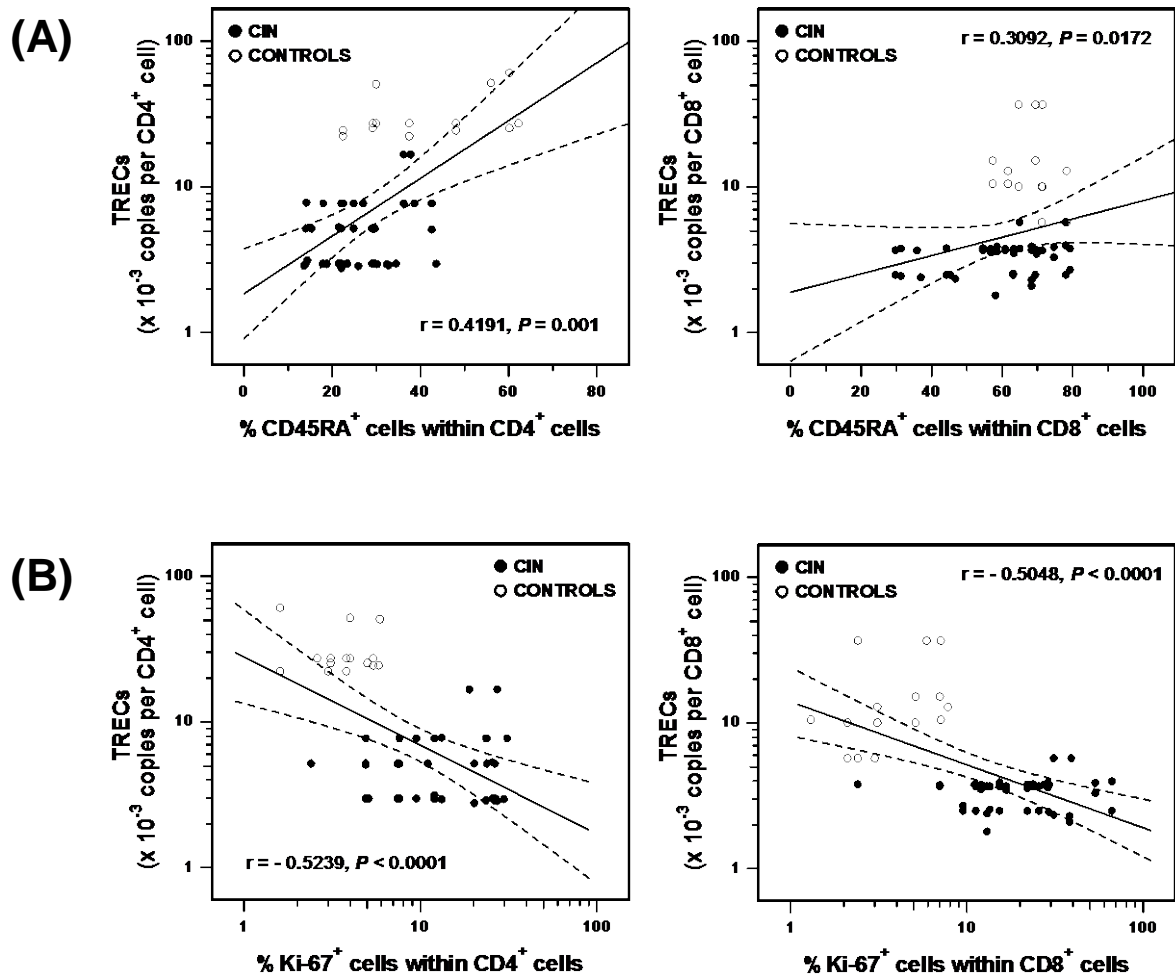 (A)
TRECs
(x 10⁻³ copies per CD4⁺ cell)
100
10
1
● CIN
○ CONTROLS
r = 0.4191, P = 0.001
0 20 40 60 80
% CD45RA⁺ cells within CD4⁺ cells
TRECs
(x 10⁻³ copies per CD8⁺ cell)
100
10
1
● CIN
○ CONTROLS
r = 0.3092, P = 0.0172
0 20 40 60 80 100
% CD45RA⁺ cells within CD8⁺ cells
(B)
TRECs
(x 10⁻³ copies per CD4⁺ cell)
100
10
1
● CIN
○ CONTROLS
r = - 0.5239, P < 0.0001
1 10 100
% Ki-67⁺ cells within CD4⁺ cells
TRECs
(x 10⁻³ copies per CD8⁺ cell)
100
10
1
● CIN
○ CONTROLS
r = - 0.5048, P < 0.0001
1 10 100
% Ki-67⁺ cells within CD8⁺ cells